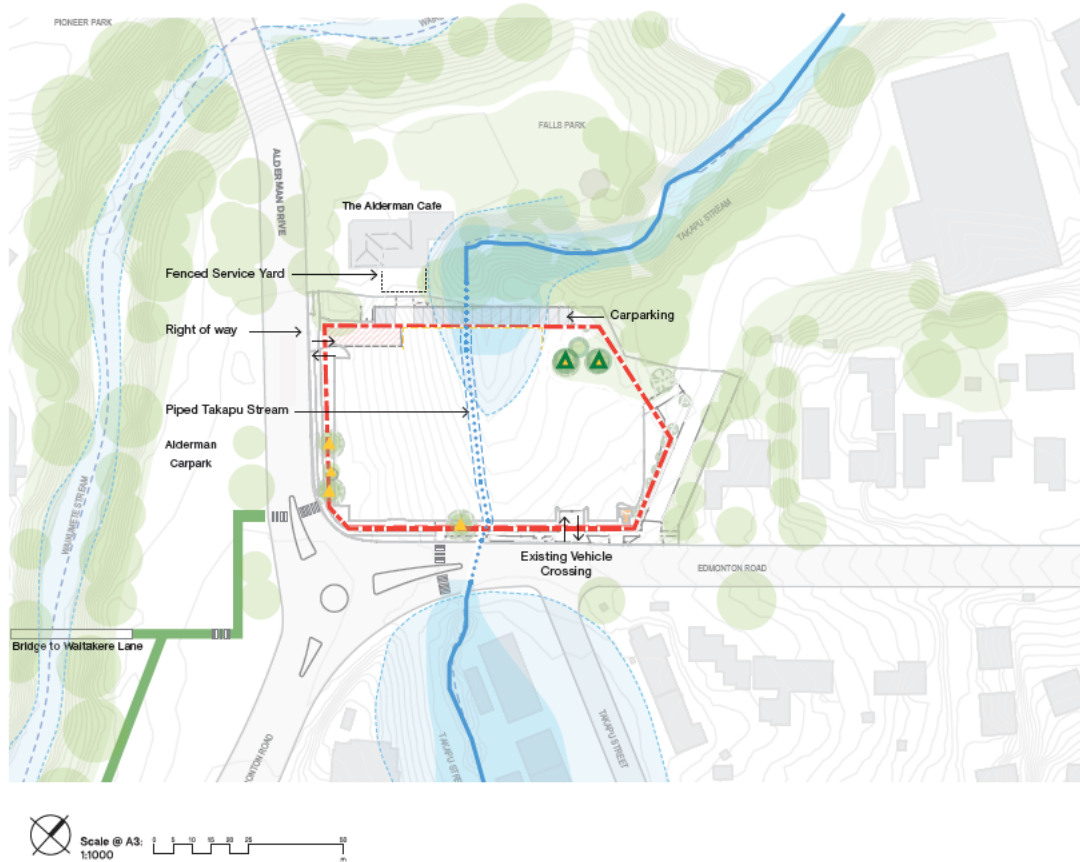 PIONEER PARK
FALLS PARK
ALDERMAN DRIVE
The Alderman Cafe
TAKAPU STREAM
Fenced Service Yard
Carparking
Right of way
Piped Takapu Stream
Alderman
Carpark
WAIKUMETE STREAM
Existing Vehicle
Crossing
EDMONTON ROAD
Bridge to Waitakere Lane
TAKAPU STREET
Scale @ A3:
1:1000
0 5 10 15 20 25 50
m